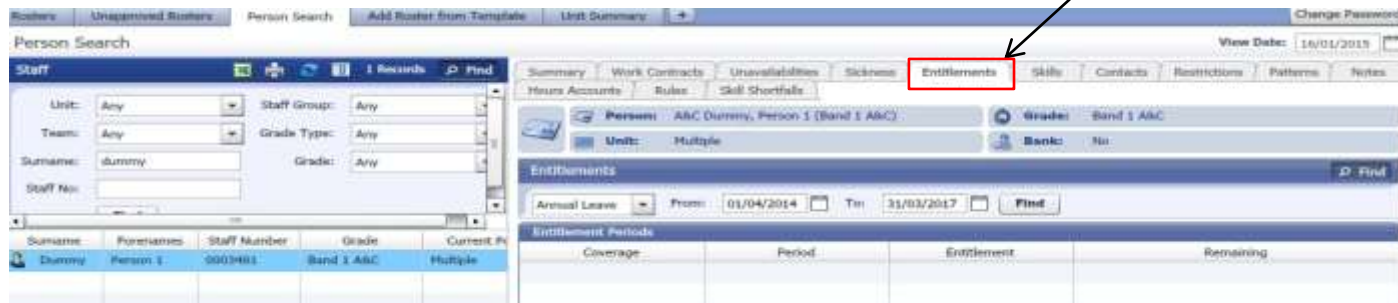 Rosters Unapproved Rosters Person Search Add Roster from Template Unit Summary + Change Password
Person Search View Date: 16/01/2015
Staff 1 Records Find
Unit: Any Staff Group: Any
Team: Any Grade Type: Any
Surname: dummy Grade: Any
Staff No:
Surname Forenames Staff Number Grade Current
Dummy Person 1 0003401 Band 1 A&C Multiple
Summary Work Contracts Unavailabilities Sickness Entitlements Skills Contacts Restrictions Patterns Notes
Hours Accounts Rules Skill Shortfalls
Person: A&C Dummy, Person 1 (Band 1 A&C) Grade: Band 1 A&C
Unit: Multiple Bank: No
Entitlements Find
Annual Leave From: 01/04/2014 To: 31/03/2017 Find
Entitlement Periods
Coverage Period Entitlement Remaining